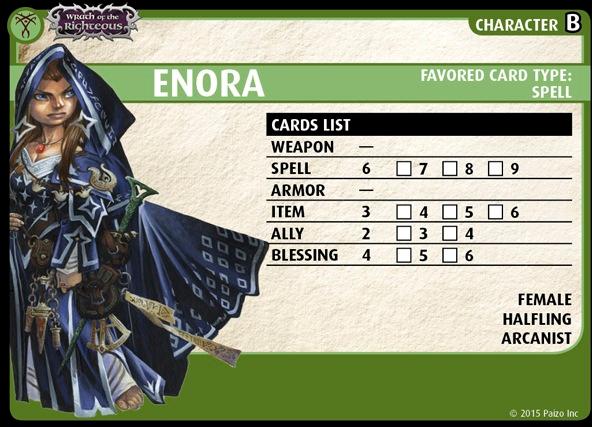 WRATH OF THE
RIGHTEOUS
CHARACTER B
ENORA
FAVORED CARD TYPE:
SPELL
CARDS LIST
WEAPON —
SPELL 6 ☐ 7 ☐ 8 ☐ 9
ARMOR —
ITEM 3 ☐ 4 ☐ 5 ☐ 6
ALLY 2 ☐ 3 ☐ 4
BLESSING 4 ☐ 5 ☐ 6
FEMALE
HALFLING
ARCANIST
© 2015 Paizo Inc